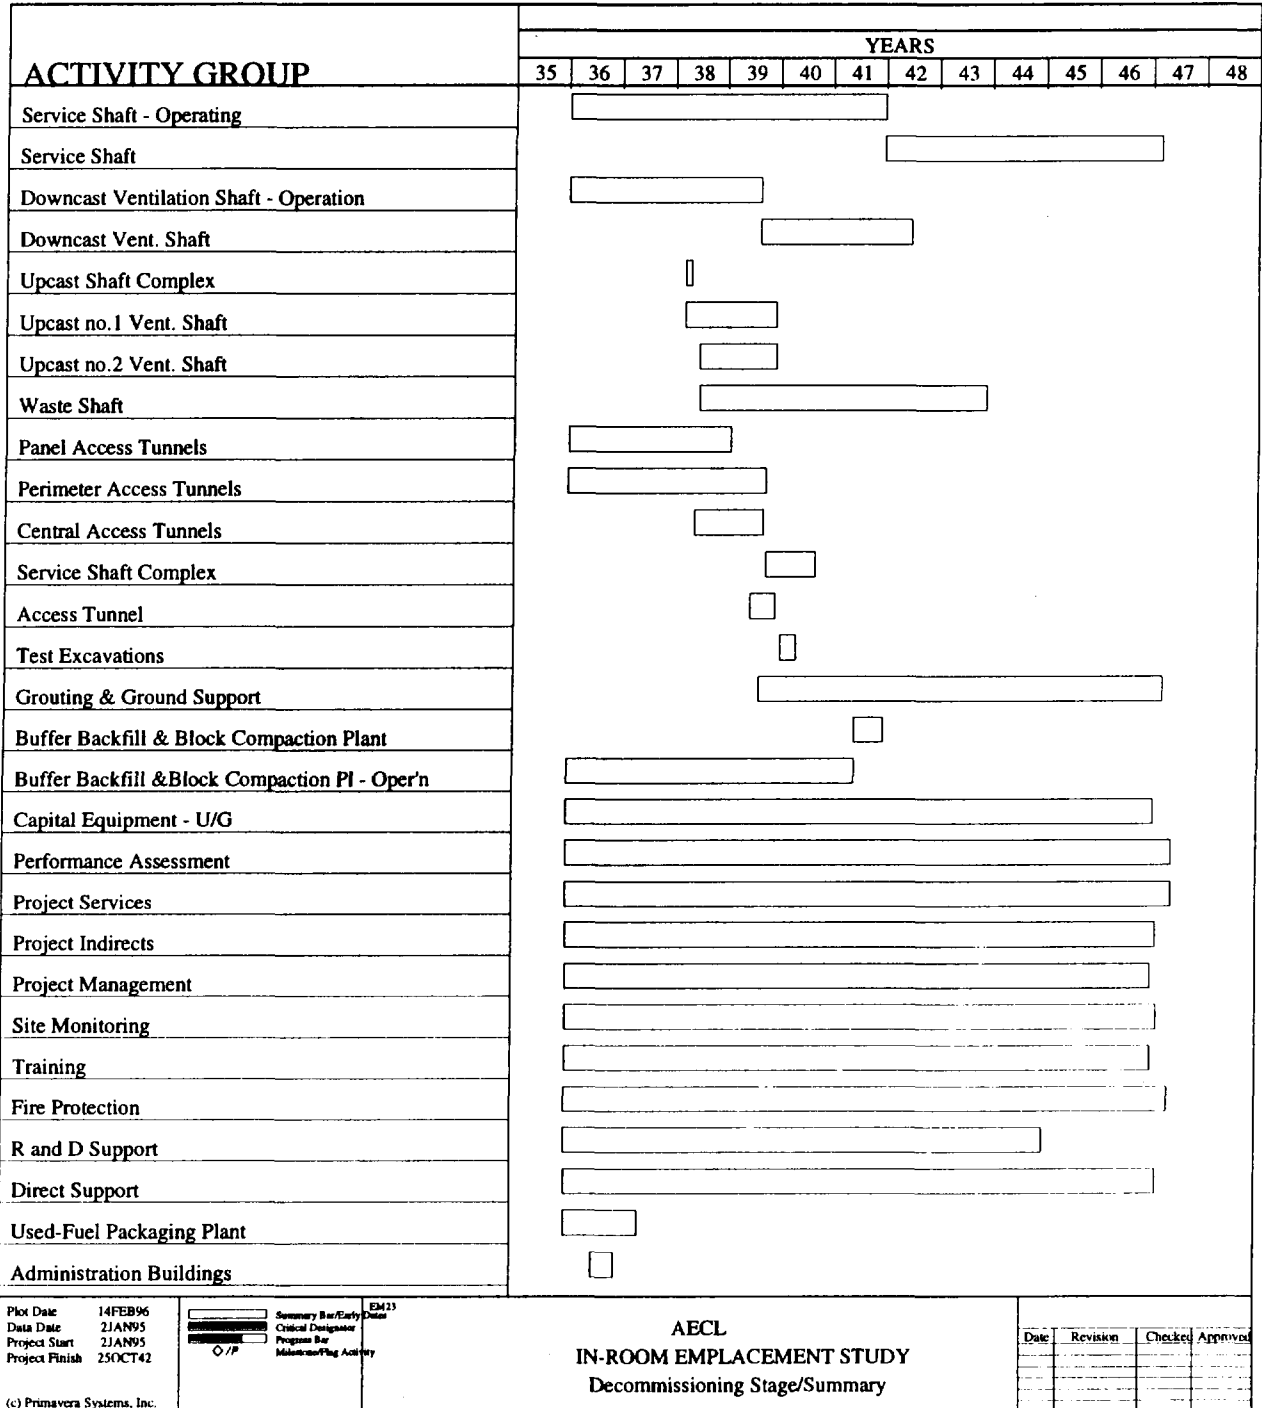 YEARS
ACTIVITY GROUP
35 36 37 38 39 40 41 42 43 44 45 46 47 48
Service Shaft - Operating
Service Shaft
Downcast Ventilation Shaft - Operation
Downcast Vent. Shaft
Upcast Shaft Complex
Upcast no.1 Vent. Shaft
Upcast no.2 Vent. Shaft
Waste Shaft
Panel Access Tunnels
Perimeter Access Tunnels
Central Access Tunnels
Service Shaft Complex
Access Tunnel
Test Excavations
Grouting & Ground Support
Buffer Backfill & Block Compaction Plant
Buffer Backfill &Block Compaction Pl - Oper'n
Capital Equipment - U/G
Performance Assessment
Project Services
Project Indirects
Project Management
Site Monitoring
Training
Fire Protection
R and D Support
Direct Support
Used-Fuel Packaging Plant
Administration Buildings
Plot Date 14FEB96
Data Date 2JAN95
Project Start 2JAN95
Project Finish 25OCT42
(c) Primavera Systems, Inc.
EM23
Summary Bar/Early Dates
Critical Designator
Progress Bar
◇/P Milestone/Flag Activity
AECL
IN-ROOM EMPLACEMENT STUDY
Decommissioning Stage/Summary
Date Revision Checked Approved